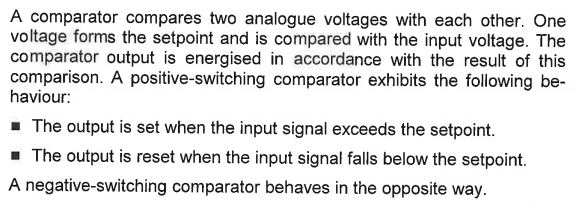 A comparator compares two analogue voltages with each other. One
voltage forms the setpoint and is compared with the input voltage. The
comparator output is energised in accordance with the result of this
comparison. A positive-switching comparator exhibits the following be-
haviour:
■ The output is set when the input signal exceeds the setpoint.
■ The output is reset when the input signal falls below the setpoint.
A negative-switching comparator behaves in the opposite way.